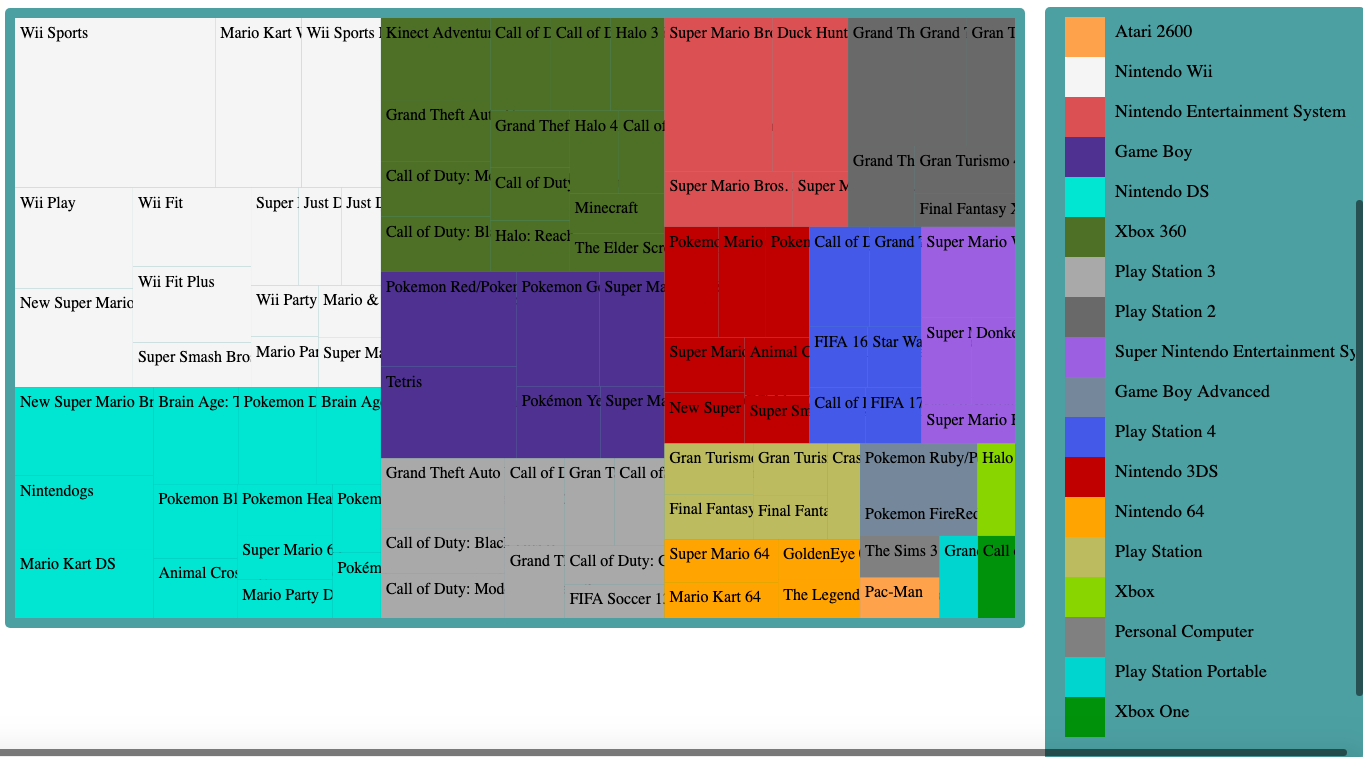 Wii Sports
Mario Kart
Wii Sports
Wii Play
Wii Fit
Super
Just D
Just D
Wii Fit Plus
New Super Mario
Wii Party
Mario &
Super Smash Bro
Mario Pa
Super Ma
New Super Mario Br
Brain Age:
Pokemon
Brain Ag
Nintendogs
Pokemon Bl
Pokemon Hea
Pokem
Super Mario 6
Mario Kart DS
Animal Cros
Pokém
Mario Party D
Kinect Adventur
Call of
Call of
Halo 3
Grand Theft Aut
Grand Thef
Halo 4
Call of
Call of Duty: Mo
Call of Duty
Minecraft
Call of Duty: Bl
Halo: Reach
The Elder Scr
Pokemon Red/Poker
Pokemon G
Super Ma
Tetris
Pokémon Ye
Super Ma
Grand Theft Auto
Call of
Gran T
Call of
Call of Duty: Blac
Grand T
Call of Duty:
Call of Duty: Mod
FIFA Soccer 1
Super Mario Br
Duck Hunt
Super Mario Bros.
Super M
Grand Th
Grand
Gran T
Grand Th
Gran Turismo
Final Fantasy
Pokemo
Mario
Poken
Super Mario
Animal C
New Super
Super Sm
Call of
Grand
FIFA 16
Star Wa
Call of
FIFA 17
Super Mario
Super
Donke
Super Mario
Gran Turismo
Gran Turis
Cras
Final Fantasy
Final Fanta
Pokemon Ruby/P
Halo
Pokemon FireRed
Super Mario 64
GoldenEye
Mario Kart 64
The Legend
The Sims 3
Gran
Call
Pac-Man
Atari 2600
Nintendo Wii
Nintendo Entertainment System
Game Boy
Nintendo DS
Xbox 360
Play Station 3
Play Station 2
Super Nintendo Entertainment Sy
Game Boy Advanced
Play Station 4
Nintendo 3DS
Nintendo 64
Play Station
Xbox
Personal Computer
Play Station Portable
Xbox One